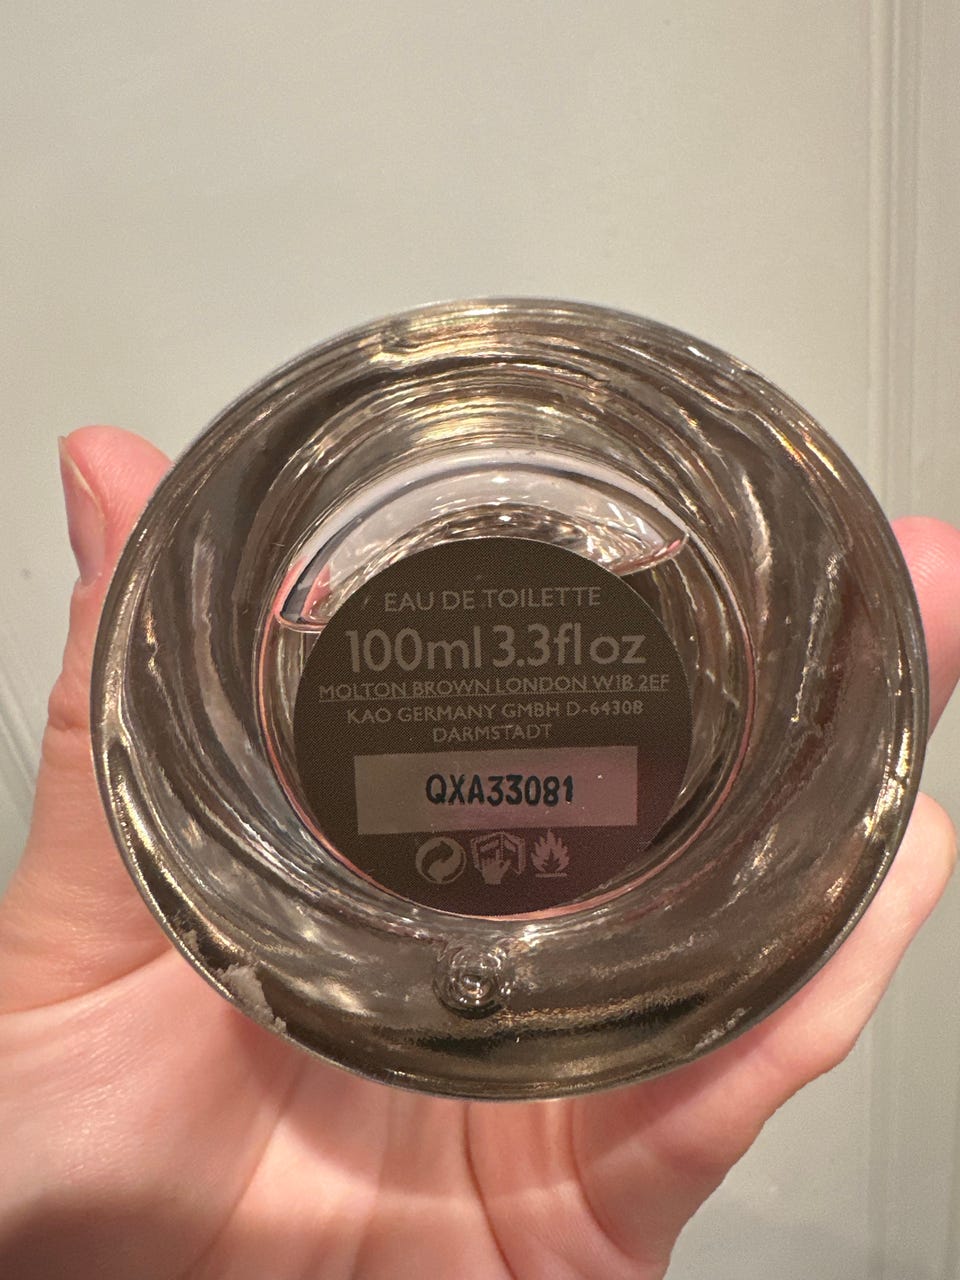 EAU DE TOILETTE
100ml 3.3fl oz
MOLTON BROWN LONDON W1B 2EF
KAO GERMANY GMBH D-64308
DARMSTADT
QXA33081